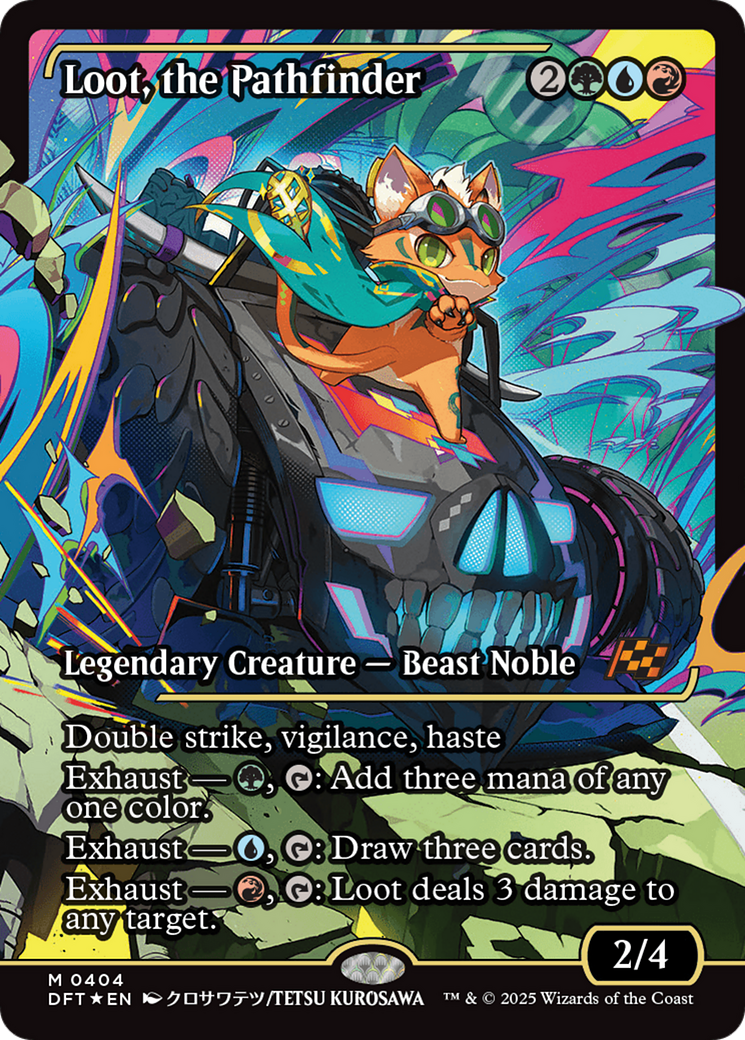 Loot, the Pathfinder 2
Legendary Creature — Beast Noble
Double strike, vigilance, haste
Exhaust — , : Add three mana of any
one color.
Exhaust — , : Draw three cards.
Exhaust — , : Loot deals 3 damage to
any target.
2/4
M 0404
DFT★EN クロサワテツ/TETSU KUROSAWA ™ & © 2025 Wizards of the Coast